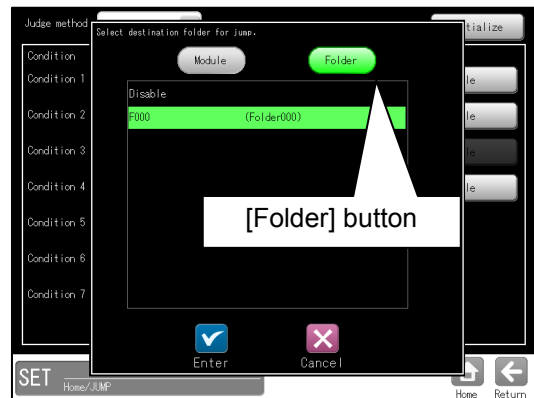 Judge method
tialize
Select destination folder for jump.
Module
Folder
Condition
Condition 1
le
Disable
F000 (Folder000)
Condition 2
le
Condition 3
le
Condition 4
le
[Folder] button
Condition 5
Condition 6
Condition 7
Enter
Cancel
SET
Home/JUMP
Home
Return